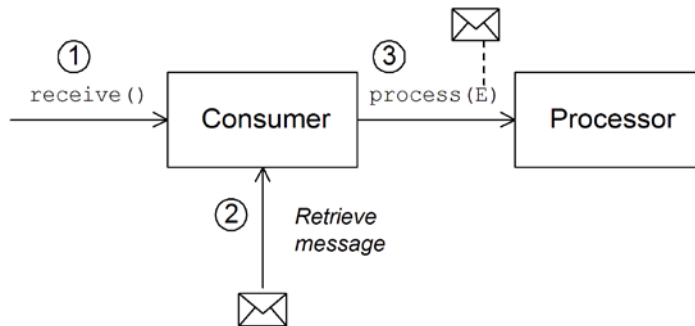 1
receive()
Consumer
2
Retrieve
message
3
process(E)
Processor